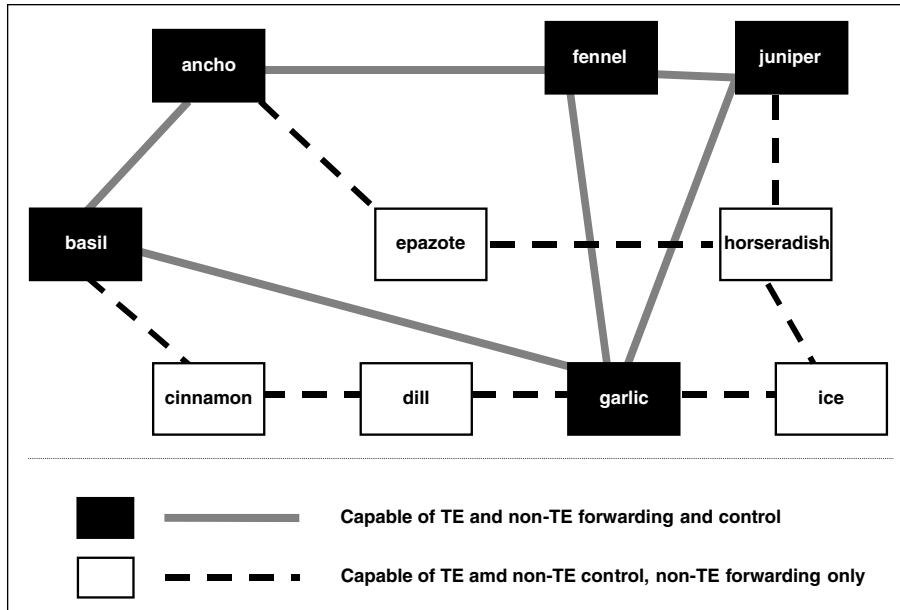 ancho
fennel
juniper
basil
epazote
horseradish
cinnamon
dill
garlic
ice
Capable of TE and non-TE forwarding and control
Capable of TE amd non-TE control, non-TE forwarding only